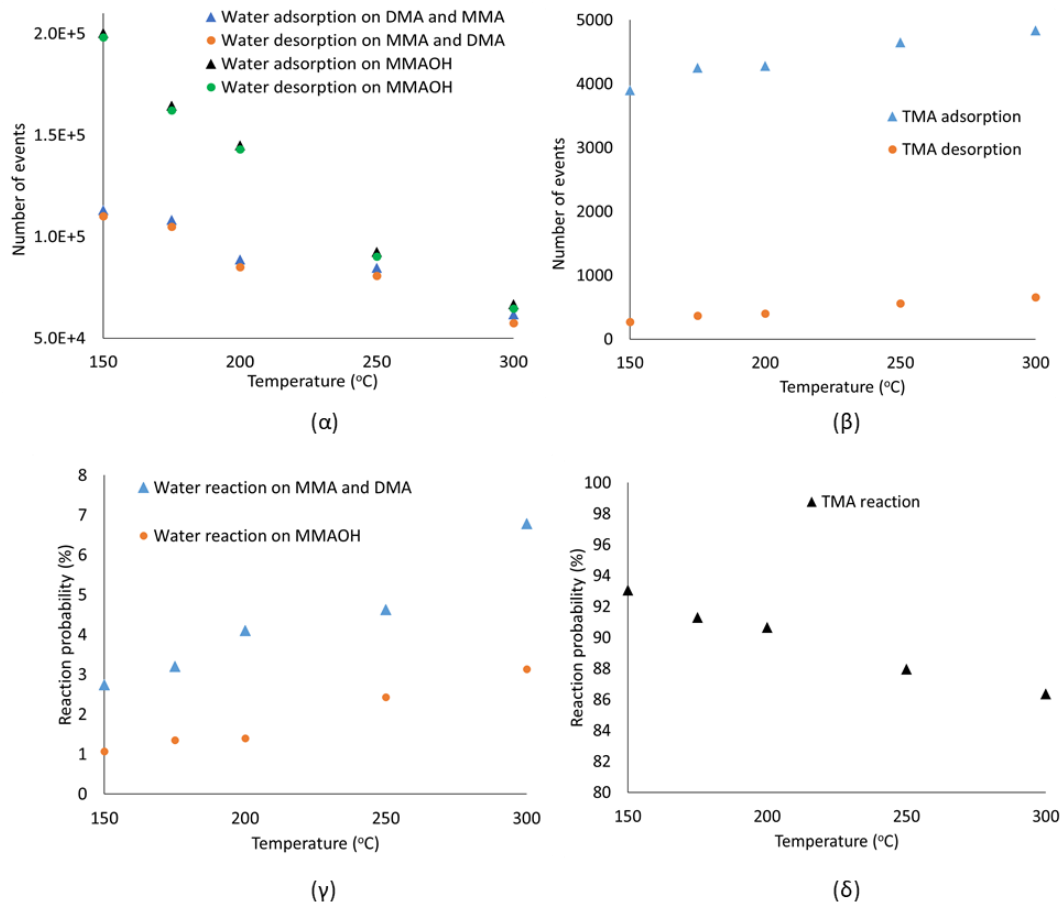 Water adsorption on DMA and MMA
Water desorption on MMA and DMA
Water adsorption on MMAOH
Water desorption on MMAOH
Number of events
2.0E+5
1.5E+5
1.0E+5
5.0E+4
150
200
250
300
Temperature (°C)
(α)
TMA adsorption
TMA desorption
Number of events
5000
4000
3000
2000
1000
0
150
200
250
300
Temperature (°C)
(β)
Water reaction on MMA and DMA
Water reaction on MMAOH
Reaction probability (%)
8
7
6
5
4
3
2
1
0
150
200
250
300
Temperature (°C)
(γ)
TMA reaction
Reaction probability (%)
100
98
96
94
92
90
88
86
84
82
80
150
200
250
300
Temperature (°C)
(δ)